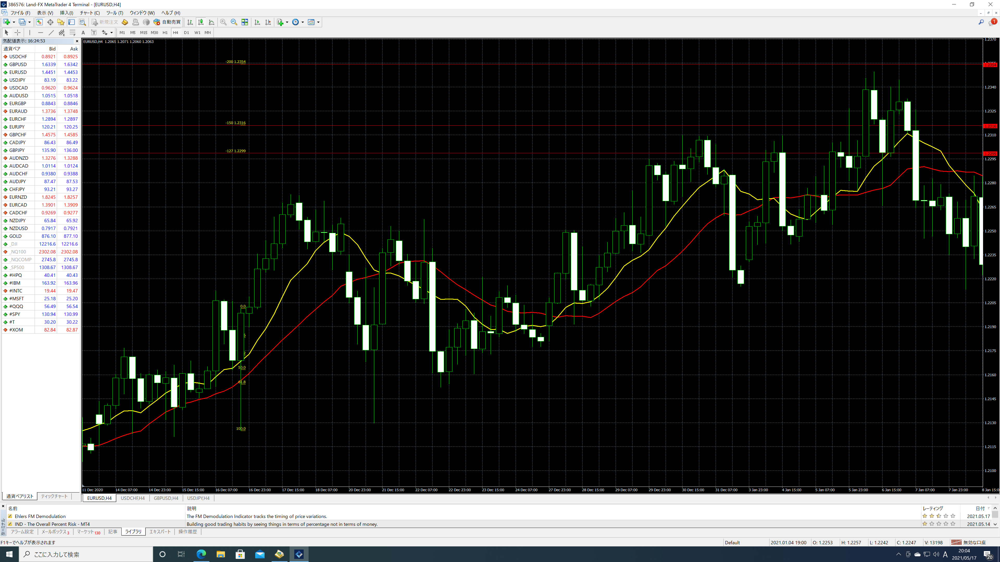 386576: Land-FX MetaTrader 4 Terminal - [EURUSD,H4]
ファイル (F) 表示 (V) 挿入(I) チャート (C) ツール (T) ウィンドウ (W) ヘルプ (H)
新規注文 自動売買 1
A T M1 M5 M15 M30 H1 H4 D1 W1 MN
気配値表示: 16:24:53
通貨ペア Bid Ask
USDCHF 0.8921 0.8925
GBPUSD 1.6339 1.6342
EURUSD 1.4451 1.4453
USDJPY 83.19 83.22
USDCAD 0.9620 0.9624
AUDUSD 1.0515 1.0518
EURGBP 0.8843 0.8846
EURAUD 1.3736 1.3748
EURCHF 1.2894 1.2897
EURJPY 120.21 120.25
GBPCHF 1.4575 1.4585
CADJPY 86.43 86.49
GBPJPY 135.90 136.00
AUDNZD 1.3276 1.3288
AUDCAD 1.0114 1.0124
AUDCHF 0.9380 0.9388
AUDJPY 87.47 87.53
CHFJPY 93.21 93.27
EURNZD 1.8245 1.8257
EURCAD 1.3901 1.3909
CADCHF 0.9269 0.9277
NZDJPY 65.84 65.92
NZDUSD 0.7917 0.7921
GOLD 876.10 877.10
_DJI 12216.6 12216.6
_NQ100 2302.08 2302.08
_NQCOMP 2745.8 2745.8
_SP500 1308.67 1308.67
#HPQ 40.41 40.43
#IBM 163.92 163.96
#INTC 19.44 19.47
#MSFT 25.18 25.20
#QQQ 56.49 56.54
#SPY 130.94 130.99
#T 30.20 30.22
#XOM 82.84 82.87
通貨ペアリスト ティックチャート
EURUSD,H4 1.2065 1.2071 1.2060 1.2063
-200 1.2354
-150 1.2316
-127 1.2299
0.0
50.0
61.8
100.0
1.2370
1.2354
1.2340
1.2325
1.2316
1.2310
1.2299
1.2295
1.2280
1.2265
1.2250
1.2235
1.2220
1.2205
1.2190
1.2175
1.2160
1.2145
1.2130
1.2115
1.2100
11 Dec 2020 14 Dec 07:00 14 Dec 23:00 15 Dec 15:00 16 Dec 07:00 16 Dec 23:00 17 Dec 15:00 18 Dec 07:00 20 Dec 23:00 21 Dec 15:00 22 Dec 07:00 22 Dec 23:00 23 Dec 15:00 24 Dec 07:00 27 Dec 23:00 28 Dec 15:00 29 Dec 07:00 29 Dec 23:00 30 Dec 15:00 31 Dec 07:00 3 Jan 23:00 4 Jan 15:00 5 Jan 07:00 5 Jan 23:00 6 Jan 15:00 7 Jan 07:00 7 Jan 23:00 8 Jan 15:00
EURUSD,H4 USDCHF,H4 GBPUSD,H4 USDJPY,H4
ターミナル
名前 説明 レーティング 日付
Ehlers FM Demodulation The FM Demodulation Indicator tracks the timing of price variations. 2021.05.17
IND - The Overall Percent Risk - MT4 Building good trading habits by seeing things in terms of percentage not in terms of money. 2021.05.14
アラーム設定 メールボックス 3 マーケット 130 記事 ライブラリ エキスパート 操作履歴
F1キーでヘルプが表示されます Default 2021.01.04 19:00 O: 1.2253 H: 1.2257 L: 1.2242 C: 1.2247 V: 13198 無効な口座
ここに入力して検索 A 20:04
2021/05/17 20